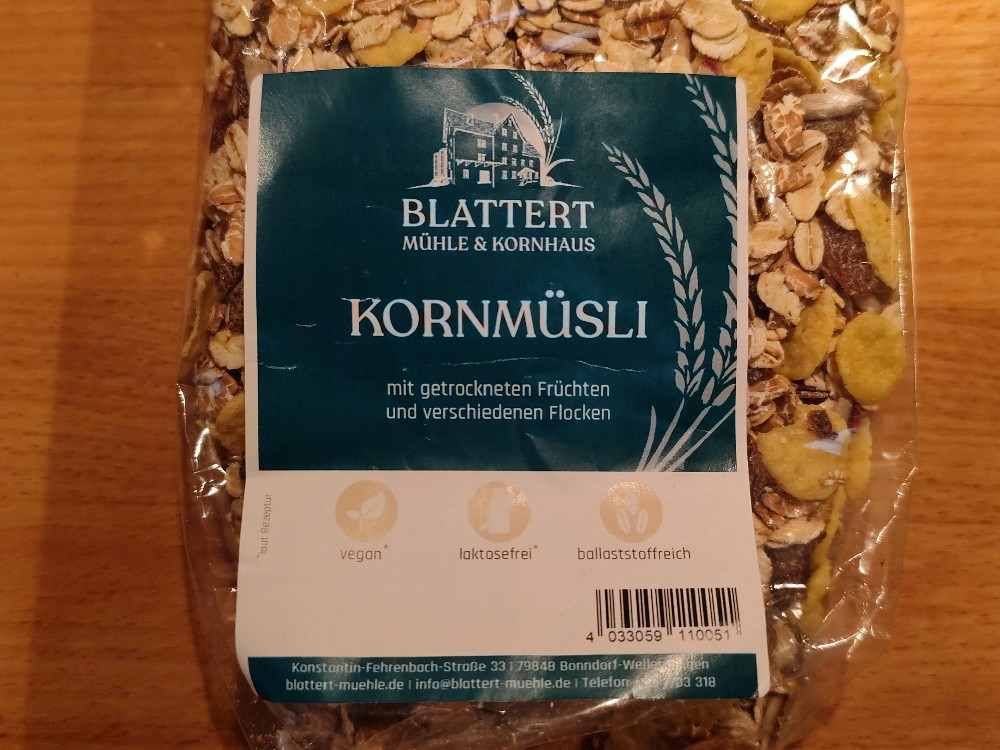 BLATTERT
MÜHLE & KORNHAUS
KORNMÜSLI
mit getrockneten Früchten
und verschiedenen Flocken
*laut Rezeptur
vegan* laktosefrei* ballaststoffreich
4 033059 110051
Konstantin-Fehrenbach-Straße 33 | 79848 Bonndorf-
blattert-muehle.de | info@blattert-muehle.de | Telefon 318